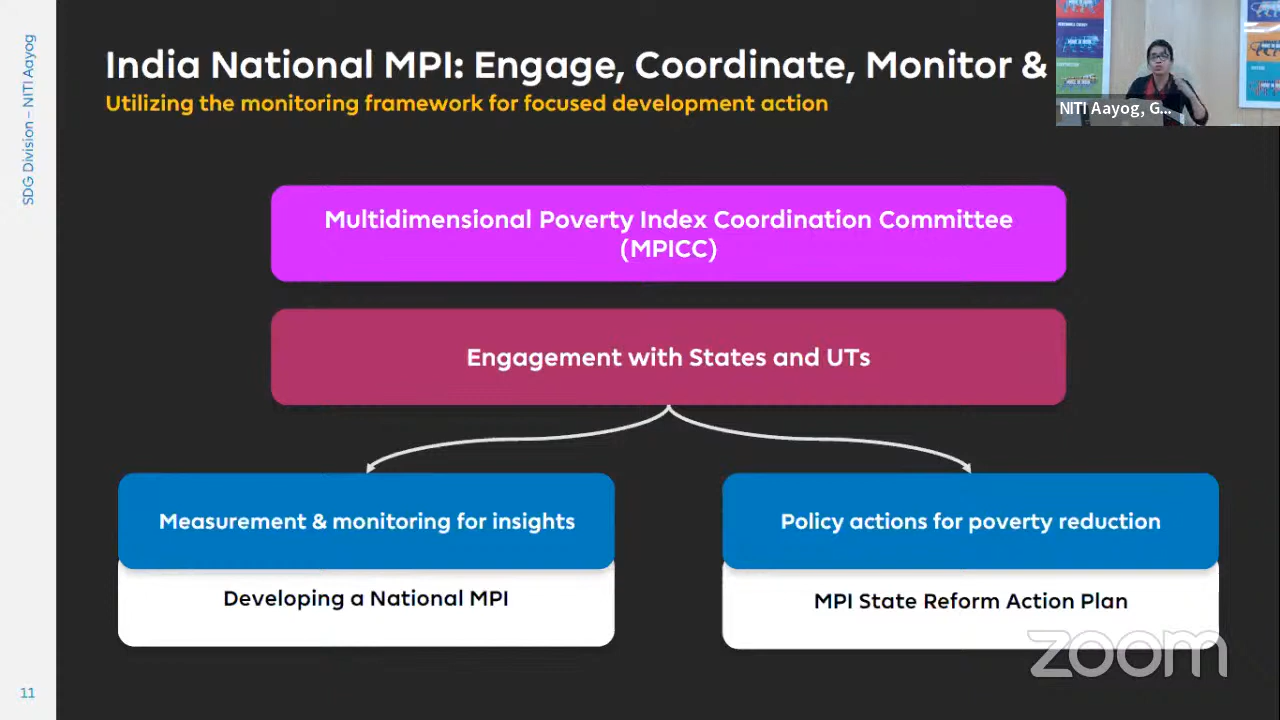 SDG Division – NITI Aayog
India National MPI: Engage, Coordinate, Monitor &
Utilizing the monitoring framework for focused development action
NITI Aayog, G...
Multidimensional Poverty Index Coordination Committee
(MPICC)
Engagement with States and UTs
Measurement & monitoring for insights
Policy actions for poverty reduction
Developing a National MPI
MPI State Reform Action Plan
zoom
11